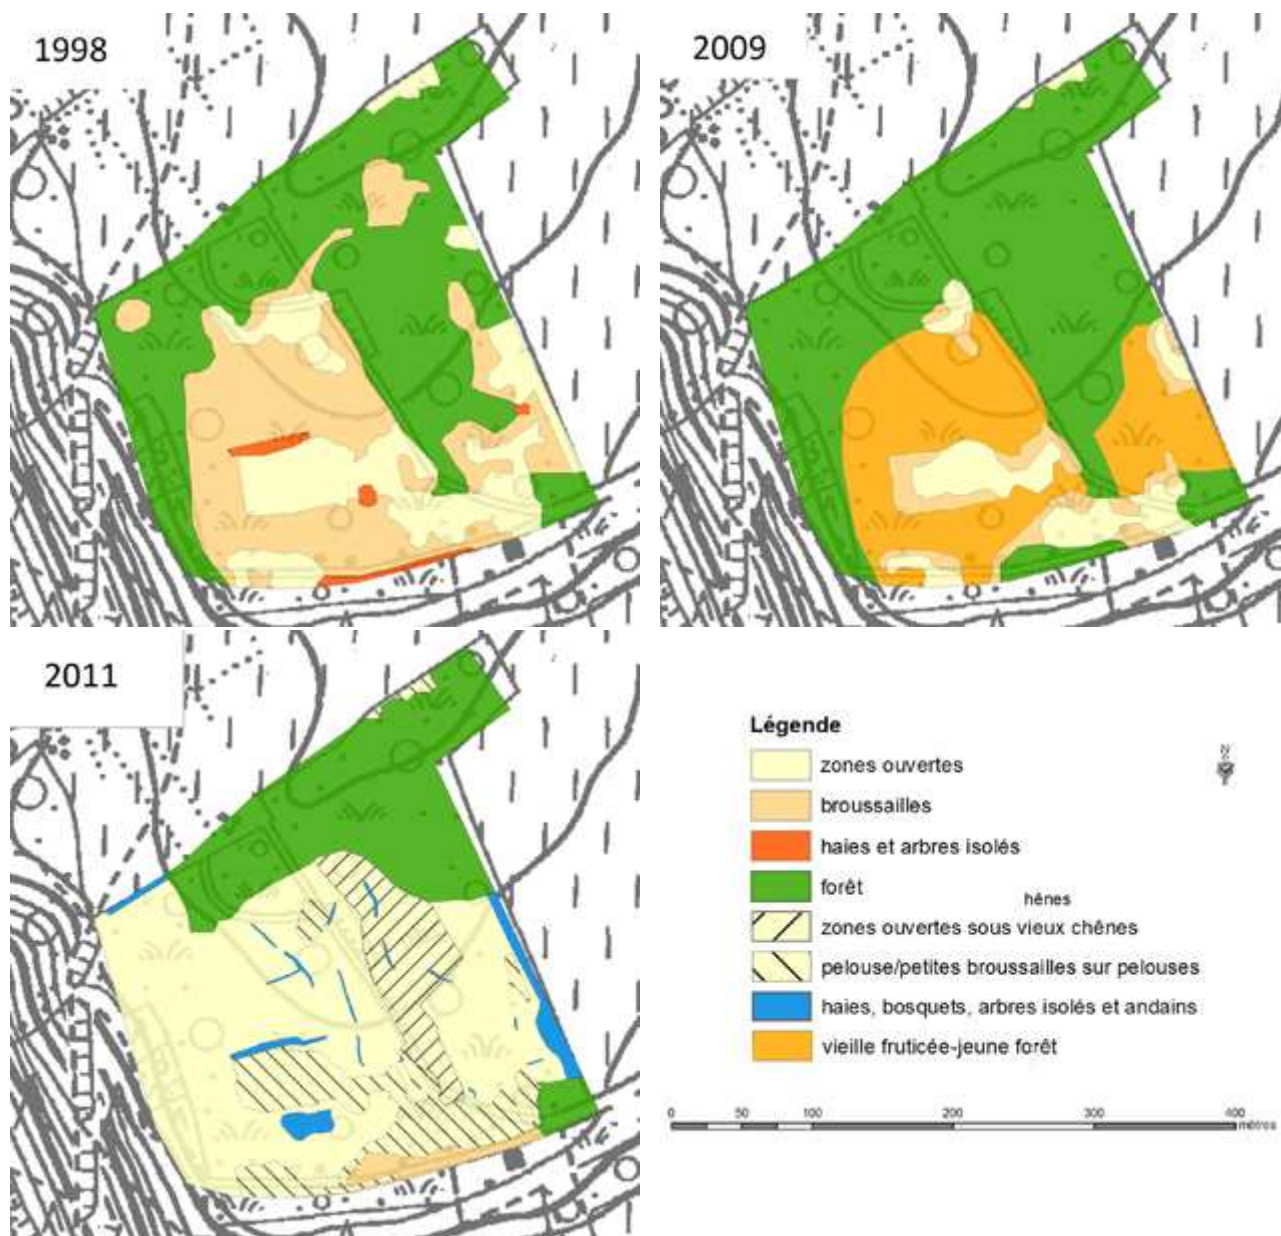 1998
2009
2011
Légende
zones ouvertes
broussailles
haies et arbres isolés
forêt
hênes
zones ouvertes sous vieux chênes
pelouse/petites broussailles sur pelouses
haies, bosquets, arbres isolés et andains
vieille fruticée-jeune forêt
N
0 50 100 200 300 400
mètres